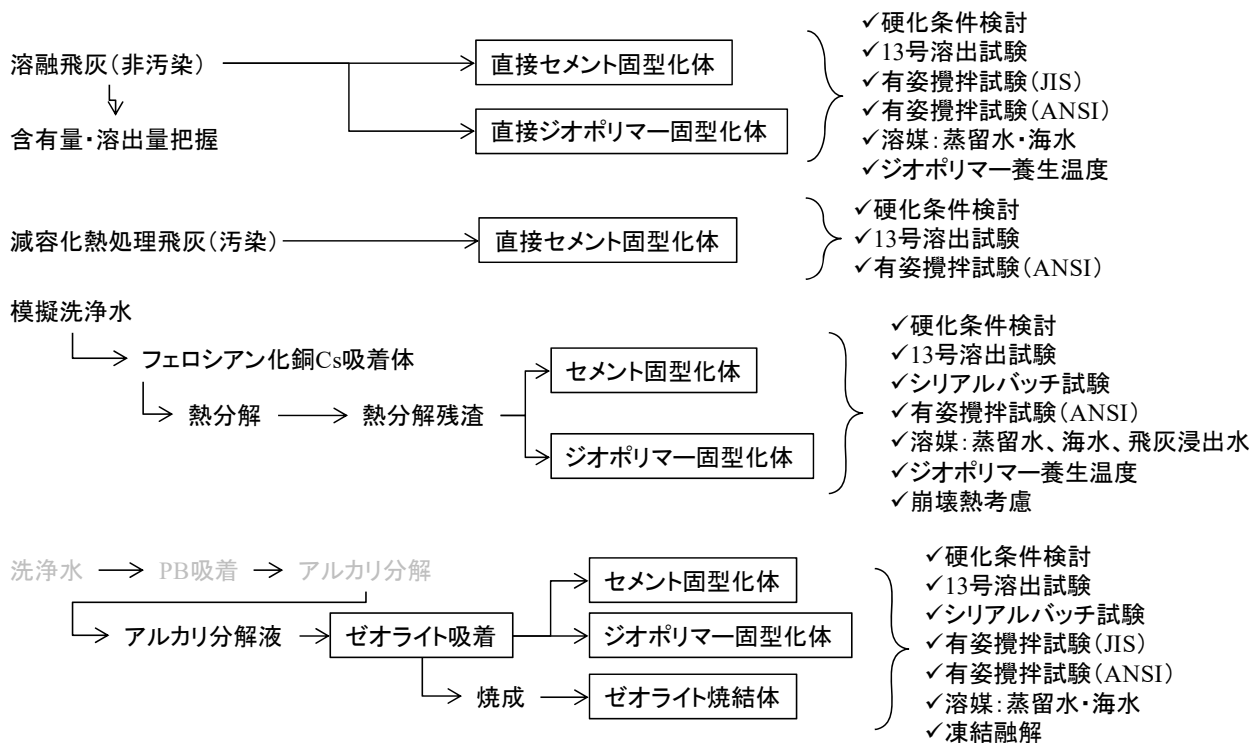 溶融飛灰（非汚染）
含有量・溶出量把握
直接セメント固型化体
直接ジオポリマー固型化体
✓硬化条件検討
✓13号溶出試験
✓有姿攪拌試験（JIS）
✓有姿攪拌試験（ANSI）
✓溶媒：蒸留水・海水
✓ジオポリマー養生温度
減容化熱処理飛灰（汚染）
直接セメント固型化体
✓硬化条件検討
✓13号溶出試験
✓有姿攪拌試験（ANSI）
模擬洗浄水
フェロシアン化銅Cs吸着体
熱分解
熱分解残渣
セメント固型化体
ジオポリマー固型化体
✓硬化条件検討
✓13号溶出試験
✓シリアルバッチ試験
✓有姿攪拌試験（ANSI）
✓溶媒：蒸留水、海水、飛灰浸出水
✓ジオポリマー養生温度
✓崩壊熱考慮
洗浄水
PB吸着
アルカリ分解
アルカリ分解液
ゼオライト吸着
セメント固型化体
ジオポリマー固型化体
焼成
ゼオライト焼結体
✓硬化条件検討
✓13号溶出試験
✓シリアルバッチ試験
✓有姿攪拌試験（JIS）
✓有姿攪拌試験（ANSI）
✓溶媒：蒸留水・海水
✓凍結融解